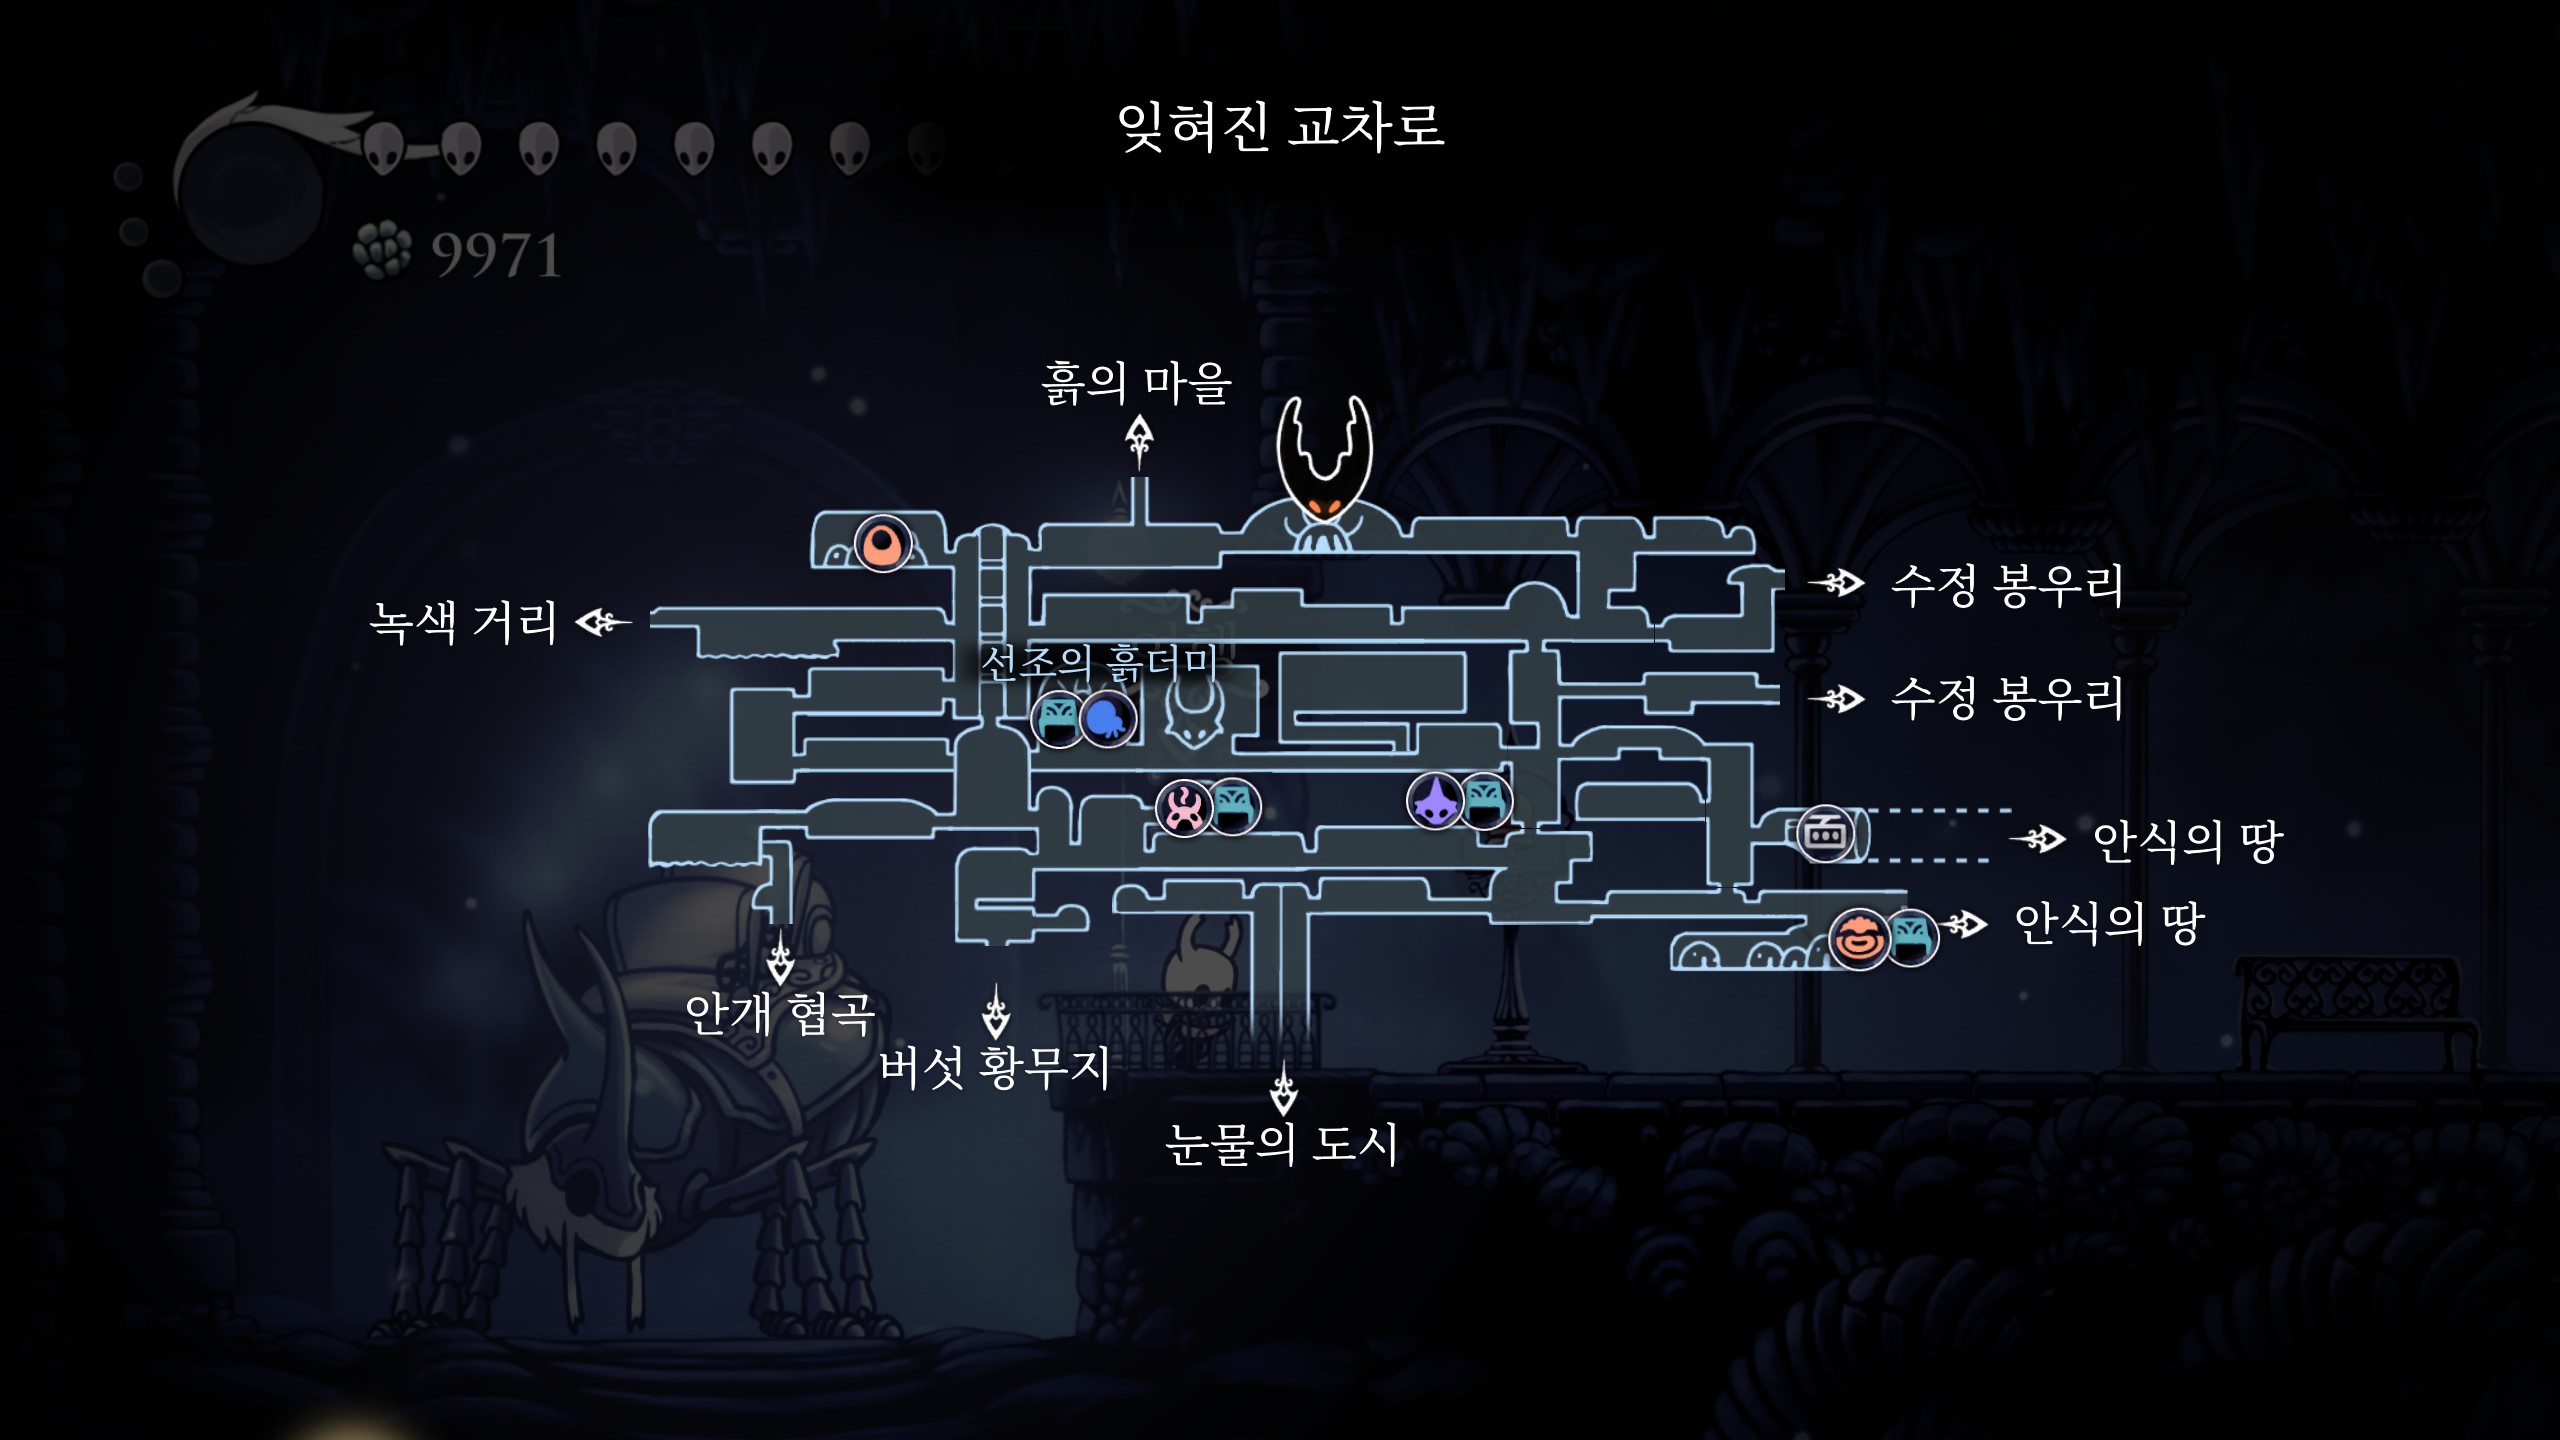 잊혀진 교차로
9971
흙의 마을
수정 봉우리
녹색 거리
선조의 흙더미
수정 봉우리
안식의 땅
안식의 땅
안개 협곡
버섯 황무지
눈물의 도시